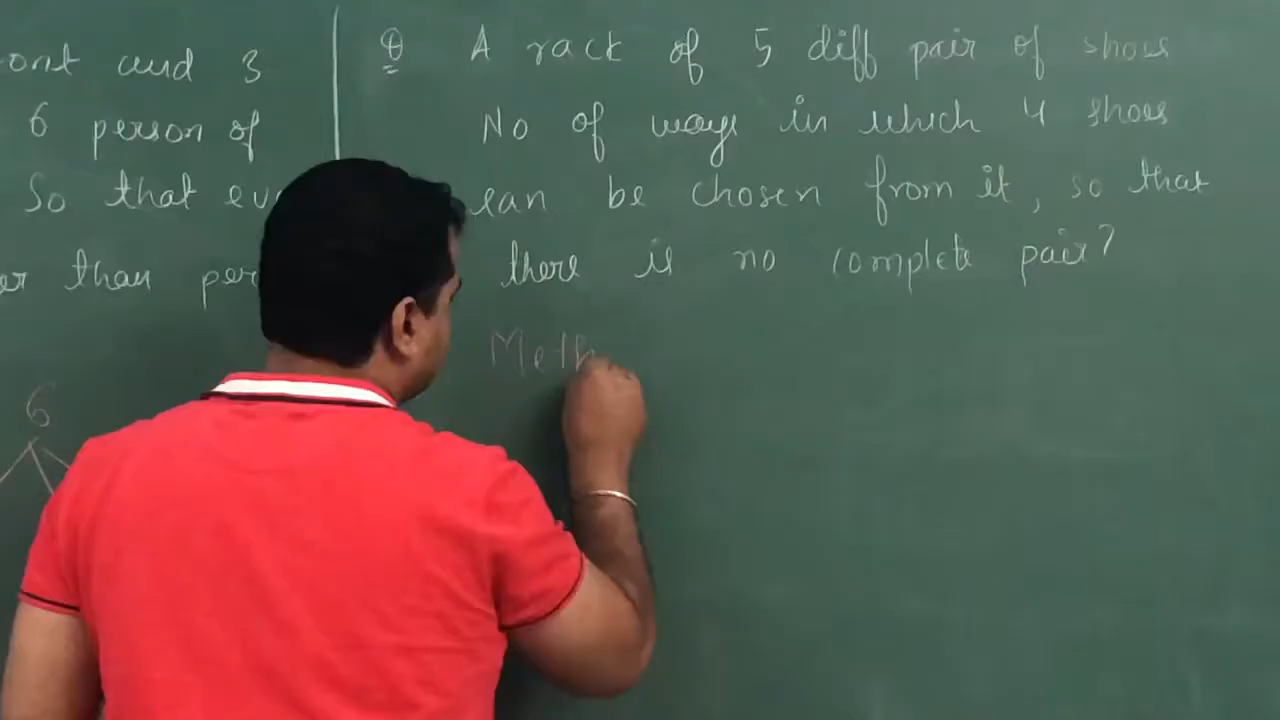 ont and 3
6 person of
So that eve
er than per
6
Q A rack of 5 diff pair of shoes
No of ways in which 4 shoes
can be chosen from it, so that
there is no complete pair?
Meth